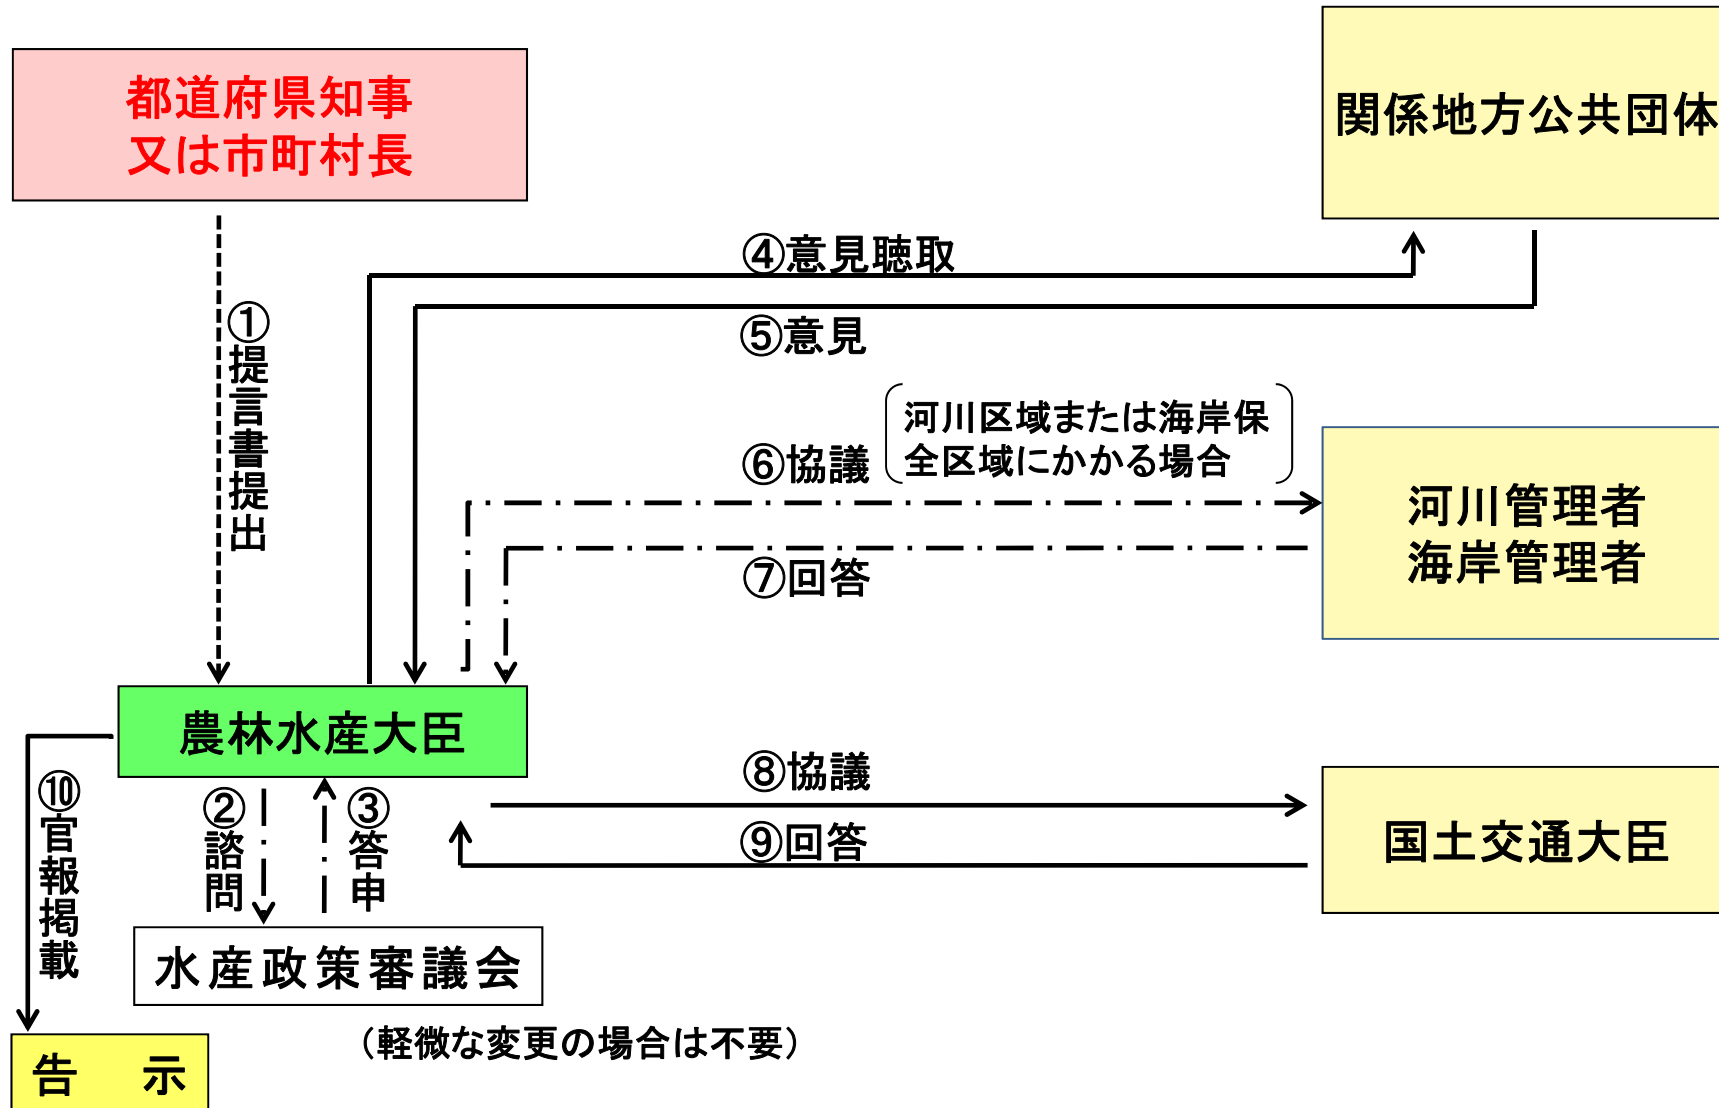 都道府県知事
又は市町村長
関係地方公共団体
④意見聴取
⑤意見
①提言書提出
河川区域または海岸保
全区域にかかる場合
⑥協議
⑦回答
河川管理者
海岸管理者
農林水産大臣
⑧協議
⑨回答
国土交通大臣
⑩官報掲載
②諮問
③答申
水産政策審議会
（軽微な変更の場合は不要）
告　示